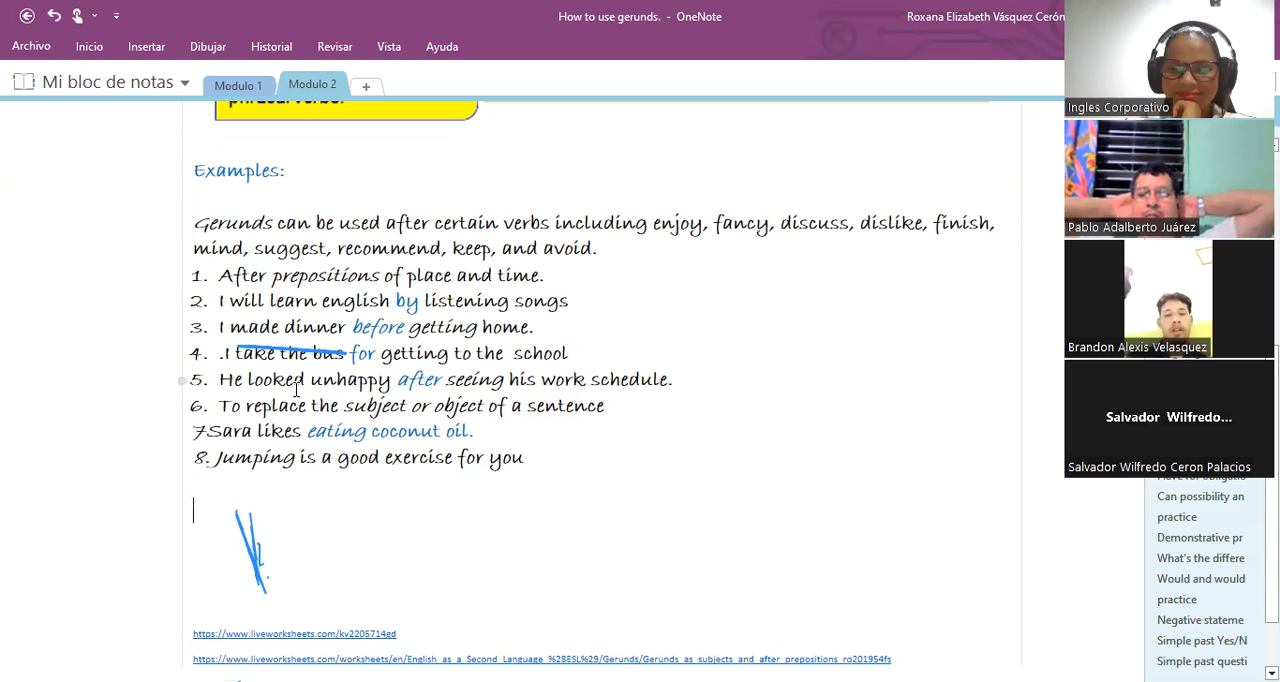 How to use gerunds. - OneNote
Roxana Elizabeth Vásquez Cerón
Archivo Inicio Insertar Dibujar Historial Revisar Vista Ayuda
Mi bloc de notas Modulo 1 Modulo 2 +
phrasal verbs.
Examples:
Gerunds can be used after certain verbs including enjoy, fancy, discuss, dislike, finish,
mind, suggest, recommend, keep, and avoid.
1. After prepositions of place and time.
2. I will learn english by listening songs
3. I made dinner before getting home.
4. .I take the bus for getting to the school
5. He looked unhappy after seeing his work schedule.
6. To replace the subject or object of a sentence
7Sara likes eating coconut oil.
8. Jumping is a good exercise for you
https://www.liveworksheets.com/kv2205714gd
https://www.liveworksheets.com/worksheets/en/English_as_a_Second_Language_%28ESL%29/Gerunds/Gerunds_as_subjects_and_after_prepositions_ro201954fs
Ingles Corporativo
Pablo Adalberto Juárez
Brandon Alexis Velasquez
Salvador Wilfredo...
Salvador Wilfredo Ceron Palacios
Can possibility an
practice
Demonstrative pr
What's the differe
Would and would
practice
Negative stateme
Simple past Yes/N
Simple past questi